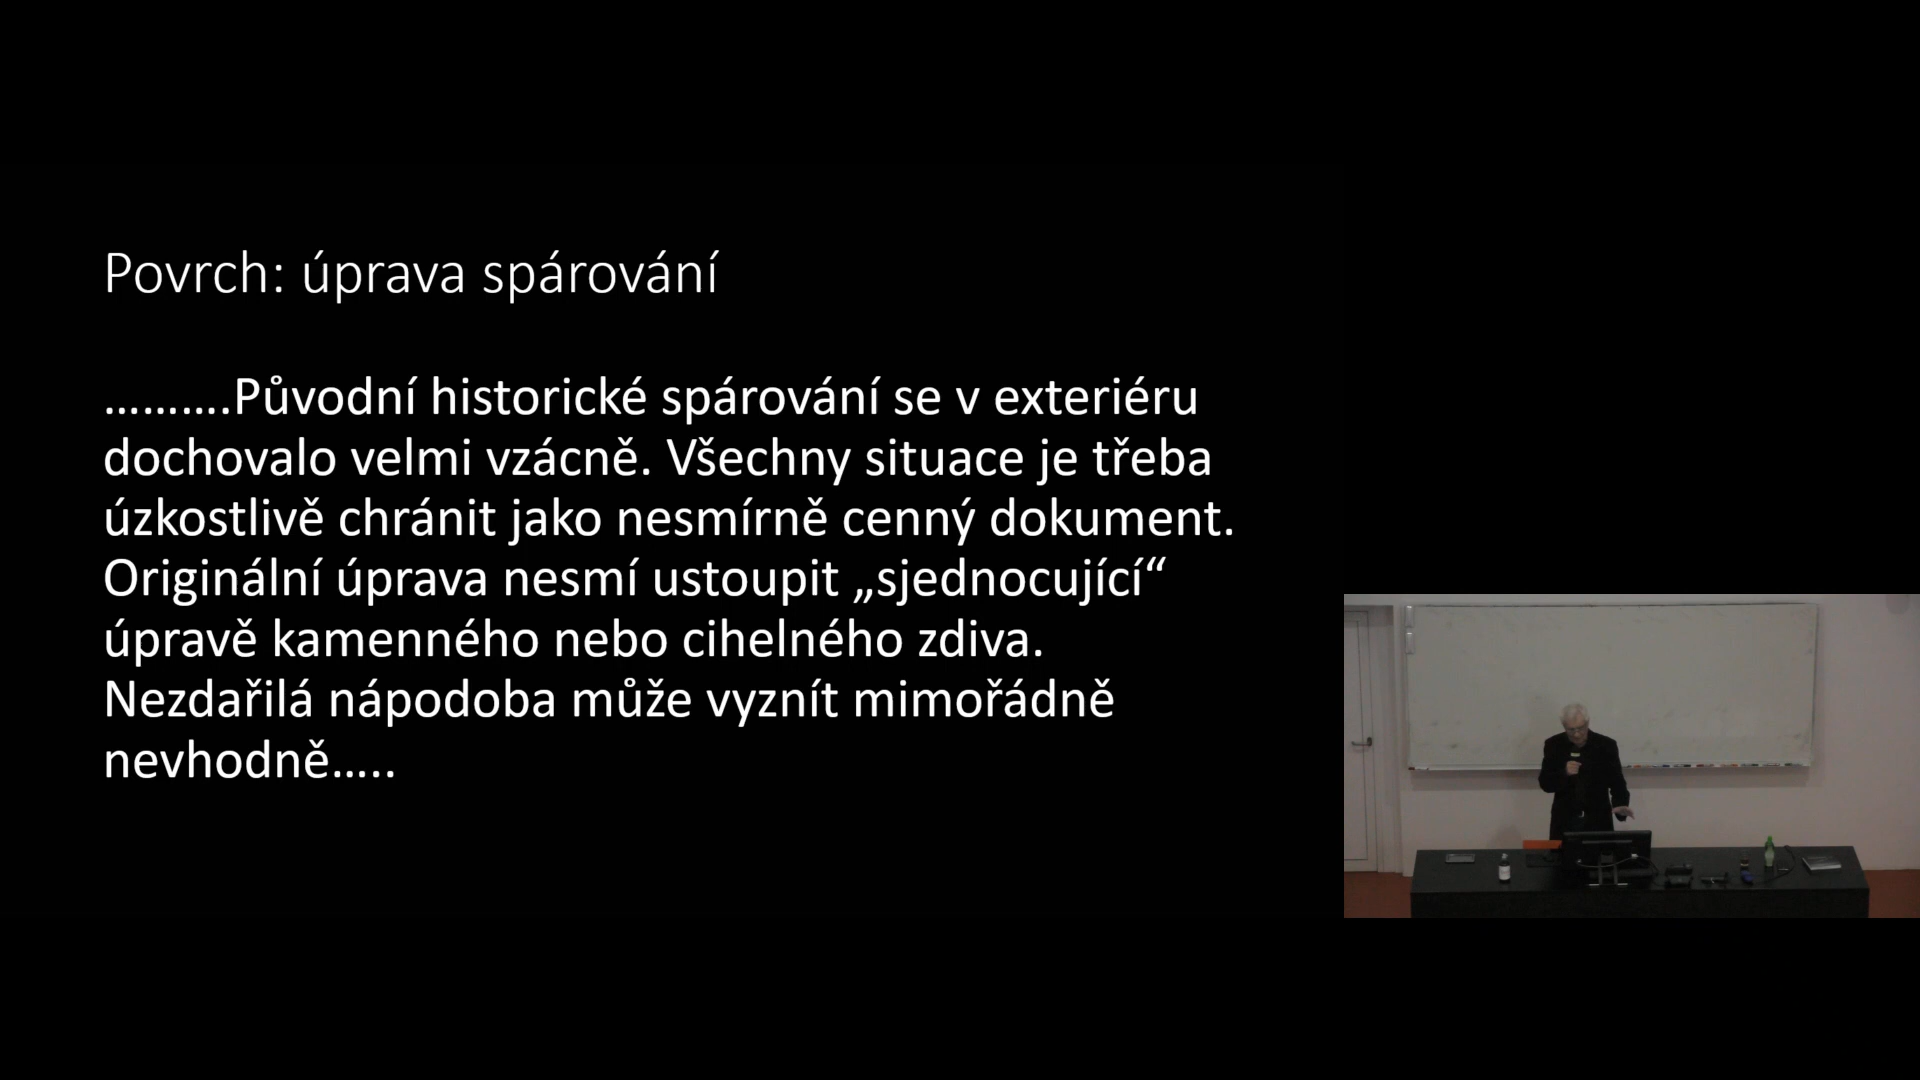 Povrch: úprava spárování
……….Původní historické spárování se v exteriéru
dochovalo velmi vzácně. Všechny situace je třeba
úzkostlivě chránit jako nesmírně cenný dokument.
Originální úprava nesmí ustoupit „sjednocující“
úpravě kamenného nebo cihelného zdiva.
Nezdařilá nápodoba může vyznít mimořádně
nevhodně…..